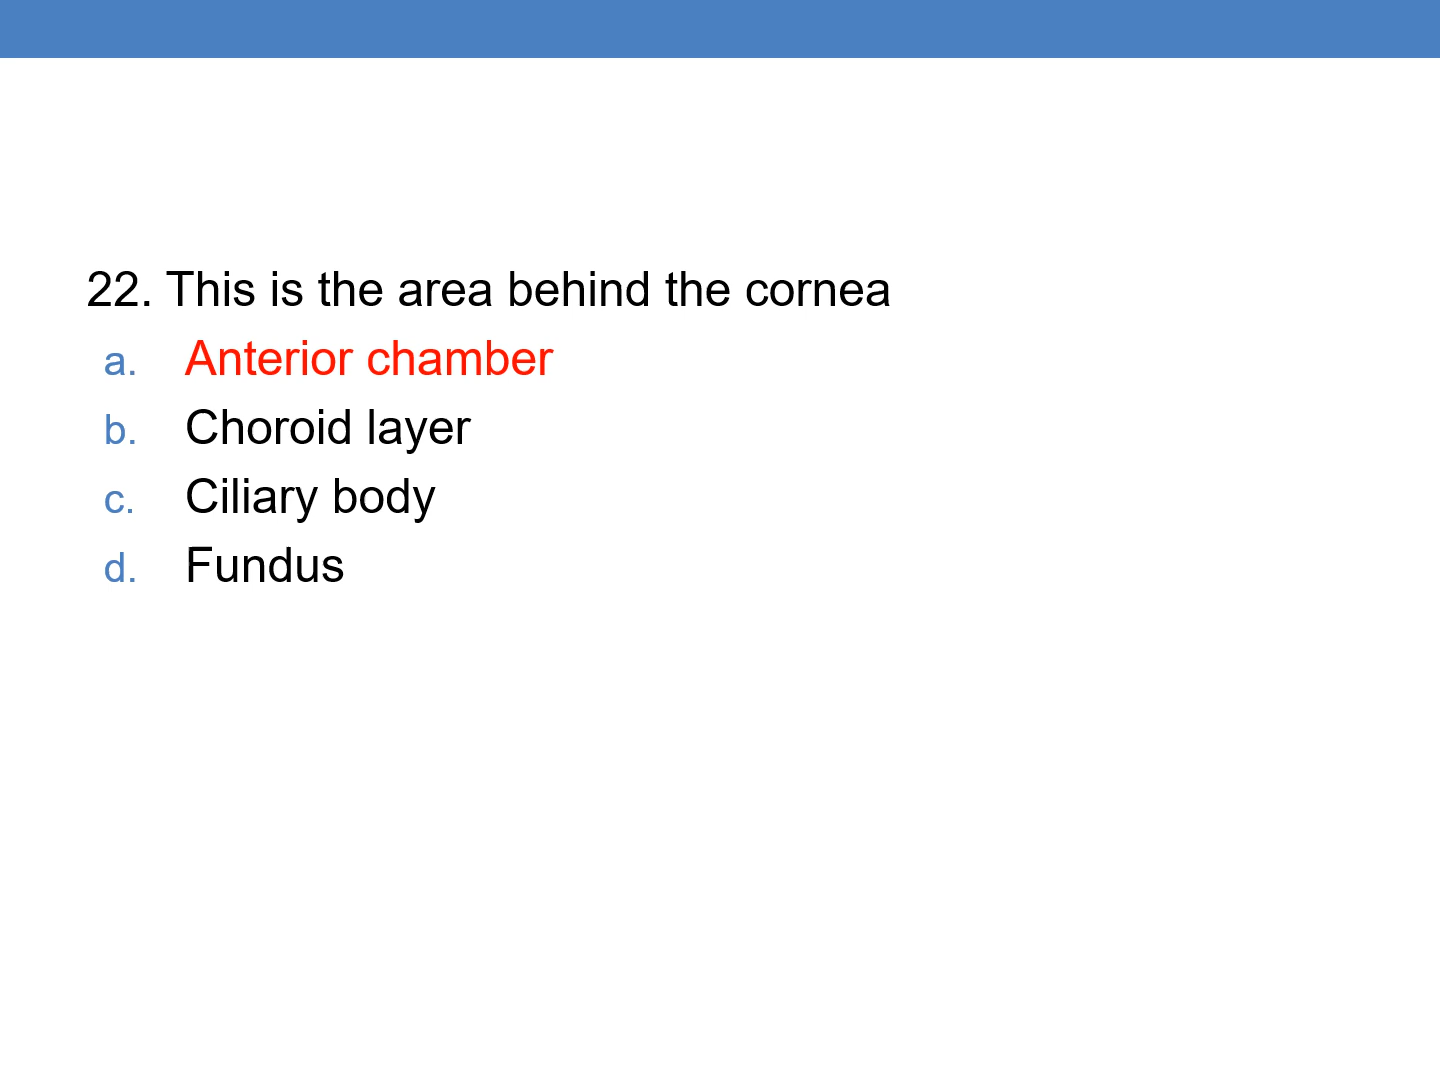 22. This is the area behind the cornea
a. Anterior chamber
b. Choroid layer
c. Ciliary body
d. Fundus